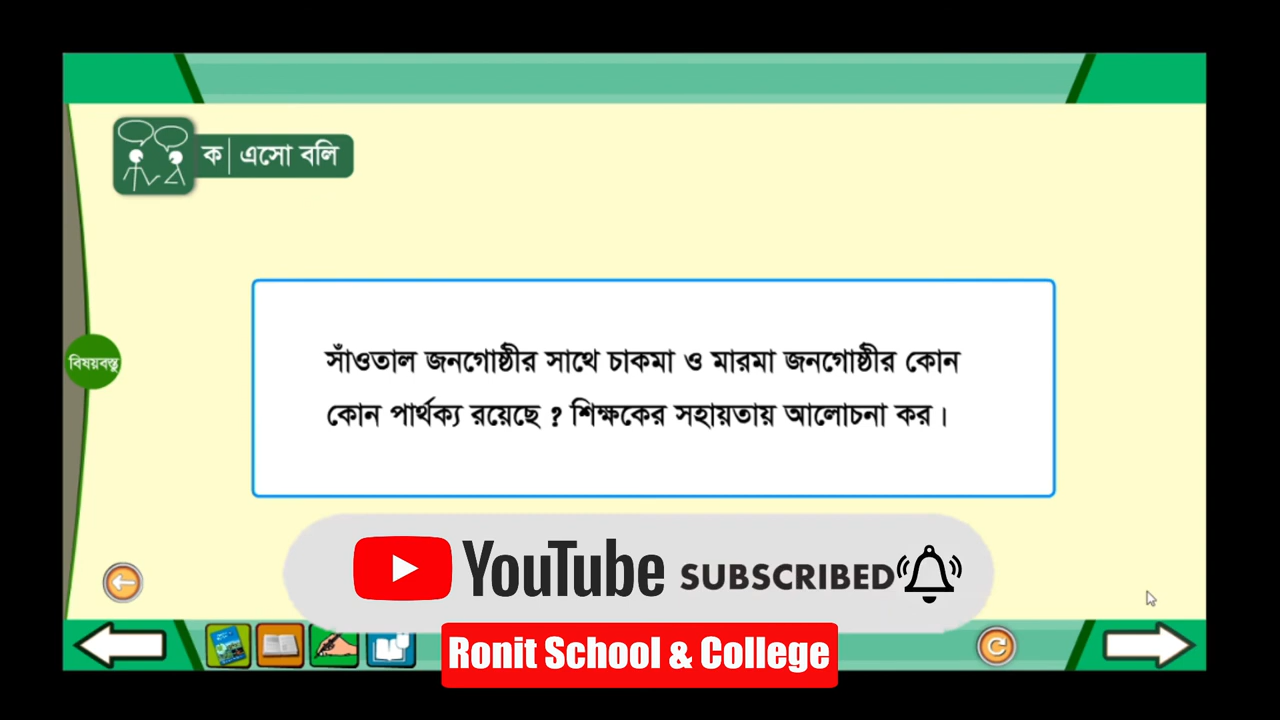 ক| এসো বলি
সাঁওতাল জনগোষ্ঠীর সাথে চাকমা ও মারমা জনগোষ্ঠীর কোন
কোন পার্থক্য রয়েছে ? শিক্ষকের সহায়তায় আলোচনা কর।
বিষয়বস্তু
YouTube SUBSCRIBED
Ronit School & College